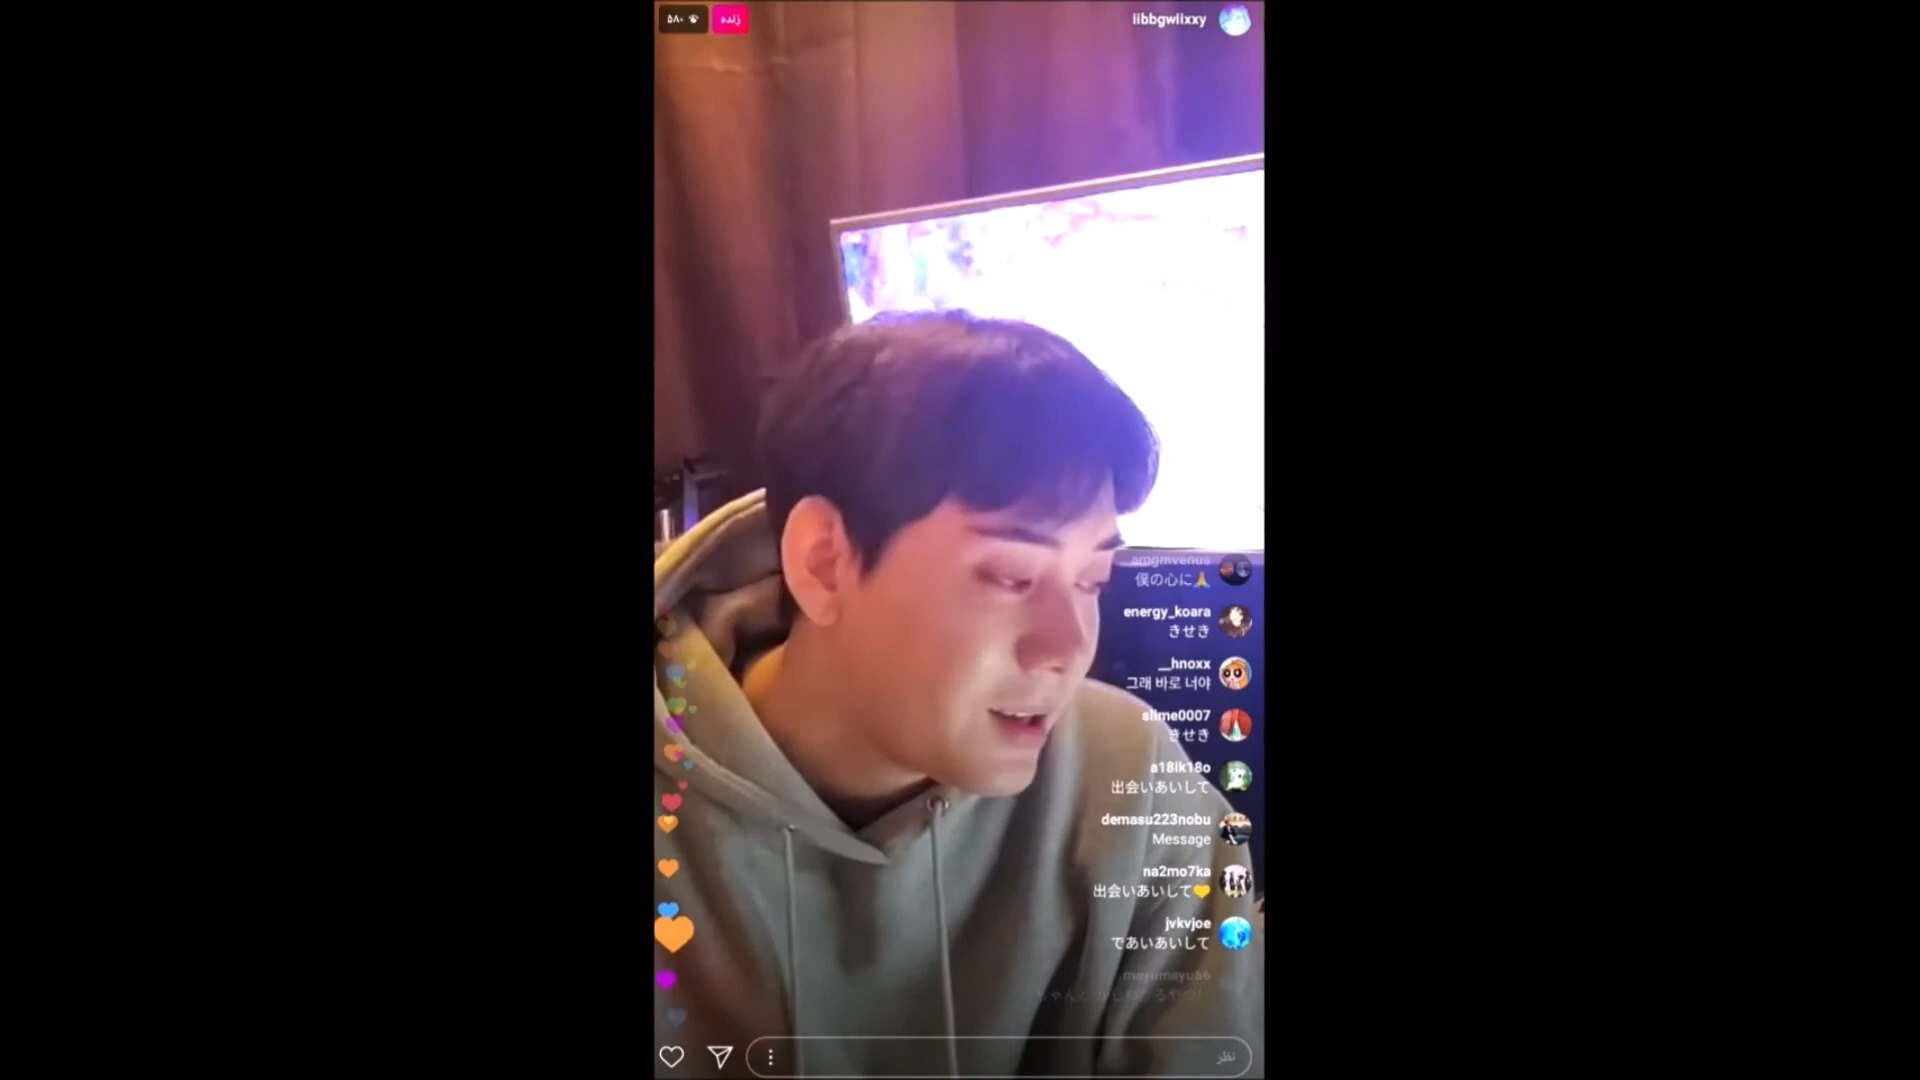 ۵۸۰
زنده
iibbgwiixxy
amgmvenus
僕の心に🙏
energy_koara
きせき
__hnoxx
그래 바로 너야
slime0007
きせき
a18ik18o
出会いあいして
demasu223nobu
Message
na2mo7ka
出会いあいして💛
jvkvjoe
であいあいして
mayumayu66
نظر